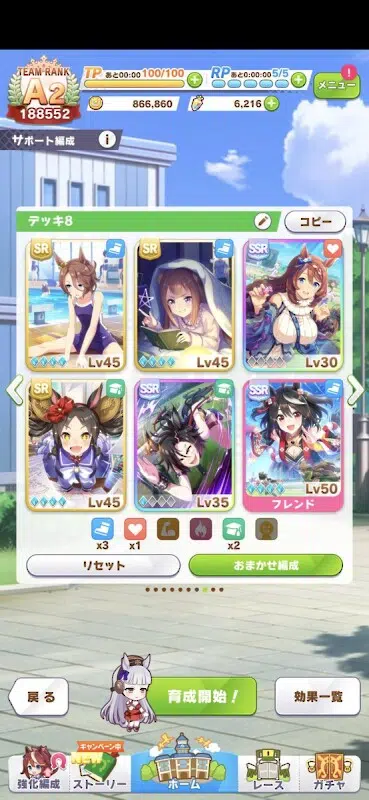 TEAM RANK
A2
188552
TP あと00:00 100/100
RP あと0:00:00 5/5
メニュー
866,860
6,216
サポート編成
デッキ8
コピー
SR
SR
SSR
Lv45
Lv45
Lv30
SR
SSR
SSR
Lv45
Lv35
Lv50
フレンド
x3
x1
x2
リセット
おまかせ編成
戻る
育成開始!
効果一覧
キャンペーン中
NEW
強化編成
ストーリー
ホーム
レース
ガチャ